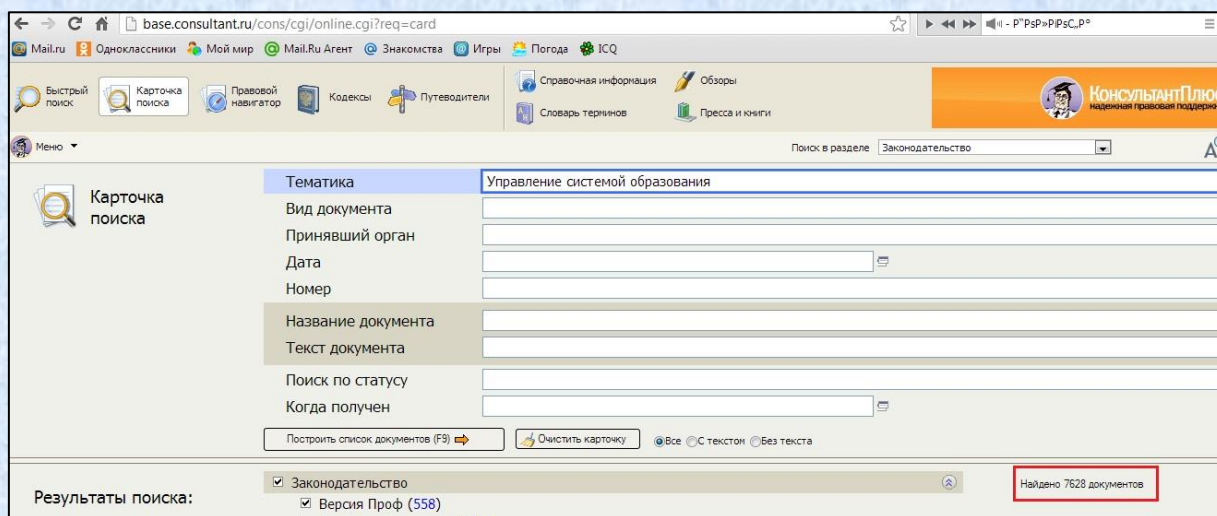 base.consultant.ru/cons/cgi/online.cgi?req=card
- Р"РѕР»РіРѕС„Р°
Mail.ru Одноклассники Мой мир Mail.Ru Агент Знакомства Игры Погода ICQ
Быстрый поиск
Карточка поиска
Правовой навигатор
Кодексы
Путеводители
Справочная информация
Обзоры
Словарь терминов
Пресса и книги
КонсультантПлюс
надежная правовая поддержк
Меню
Поиск в разделе Законодательство
Карточка
поиска
Тематика Управление системой образования
Вид документа
Принявший орган
Дата
Номер
Название документа
Текст документа
Поиск по статусу
Когда получен
Построить список документов (F9) Очистить карточку Все С текстом Без текста
Результаты поиска:
Законодательство
Найдено 7628 документов
Версия Проф (558)